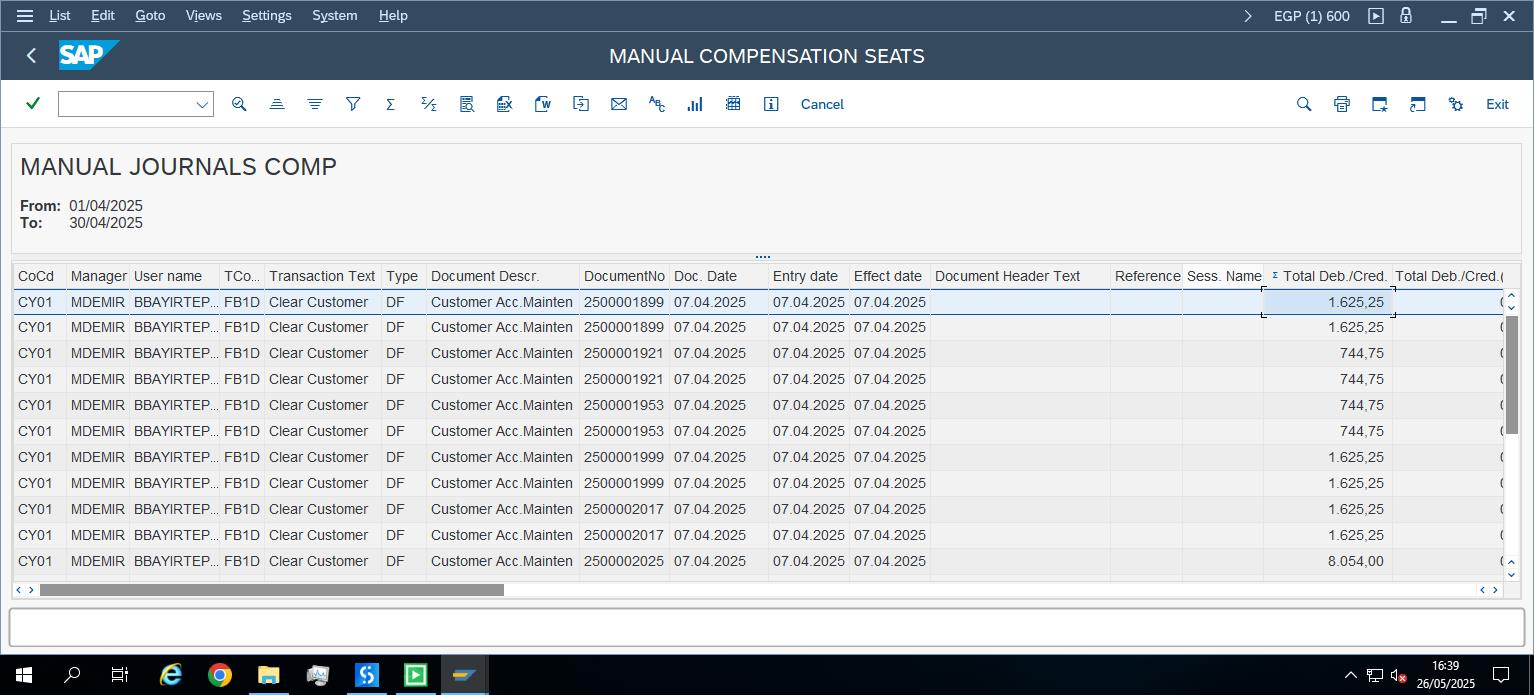 List Edit Goto Views Settings System Help EGP (1) 600
SAP MANUAL COMPENSATION SEATS
Cancel Exit
MANUAL JOURNALS COMP
From: 01/04/2025
To: 30/04/2025
CoCd Manager User name TCo... Transaction Text Type Document Descr. DocumentNo Doc. Date Entry date Effect date Document Header Text Reference Sess. Name Σ Total Deb./Cred. Total Deb./Cred.(
CY01 MDEMIR BBAYIRTEP... FB1D Clear Customer DF Customer Acc.Mainten 2500001899 07.04.2025 07.04.2025 07.04.2025 1.625,25
CY01 MDEMIR BBAYIRTEP... FB1D Clear Customer DF Customer Acc.Mainten 2500001899 07.04.2025 07.04.2025 07.04.2025 1.625,25
CY01 MDEMIR BBAYIRTEP... FB1D Clear Customer DF Customer Acc.Mainten 2500001921 07.04.2025 07.04.2025 07.04.2025 744,75
CY01 MDEMIR BBAYIRTEP... FB1D Clear Customer DF Customer Acc.Mainten 2500001921 07.04.2025 07.04.2025 07.04.2025 744,75
CY01 MDEMIR BBAYIRTEP... FB1D Clear Customer DF Customer Acc.Mainten 2500001953 07.04.2025 07.04.2025 07.04.2025 744,75
CY01 MDEMIR BBAYIRTEP... FB1D Clear Customer DF Customer Acc.Mainten 2500001953 07.04.2025 07.04.2025 07.04.2025 744,75
CY01 MDEMIR BBAYIRTEP... FB1D Clear Customer DF Customer Acc.Mainten 2500001999 07.04.2025 07.04.2025 07.04.2025 1.625,25
CY01 MDEMIR BBAYIRTEP... FB1D Clear Customer DF Customer Acc.Mainten 2500001999 07.04.2025 07.04.2025 07.04.2025 1.625,25
CY01 MDEMIR BBAYIRTEP... FB1D Clear Customer DF Customer Acc.Mainten 2500002017 07.04.2025 07.04.2025 07.04.2025 1.625,25
CY01 MDEMIR BBAYIRTEP... FB1D Clear Customer DF Customer Acc.Mainten 2500002017 07.04.2025 07.04.2025 07.04.2025 1.625,25
CY01 MDEMIR BBAYIRTEP... FB1D Clear Customer DF Customer Acc.Mainten 2500002025 07.04.2025 07.04.2025 07.04.2025 8.054,00
16:39
26/05/2025